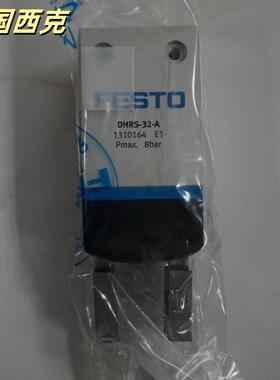 国西克
FESTO
DHRS-32-A
1310164 E1
Pmax. 8bar